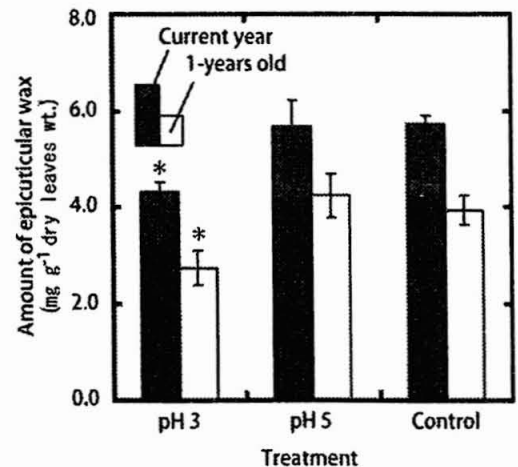 8.0
Current year
1-years old
6.0
*
*
4.0
2.0
0.0
Amount of epicuticular wax
(mg g⁻¹ dry leaves wt.)
pH 3
pH 5
Control
Treatment